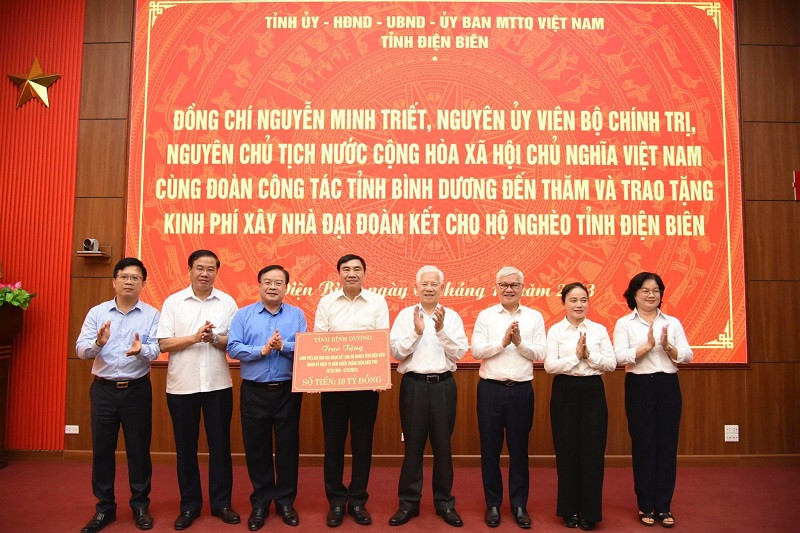 TỈNH ỦY - HĐND - UBND - ỦY BAN MTTQ VIỆT NAM
TỈNH ĐIỆN BIÊN
ĐỒNG CHÍ NGUYỄN MINH TRIẾT, NGUYÊN ỦY VIÊN BỘ CHÍNH TRỊ,
NGUYÊN CHỦ TỊCH NƯỚC CỘNG HÒA XÃ HỘI CHỦ NGHĨA VIỆT NAM
CÙNG ĐOÀN CÔNG TÁC TỈNH BÌNH DƯƠNG ĐẾN THĂM VÀ TRAO TẶNG
KINH PHÍ XÂY NHÀ ĐẠI ĐOÀN KẾT CHO HỘ NGHÈO TỈNH ĐIỆN BIÊN
TỈNH BÌNH DƯƠNG
Trao Tặng
SỐ TIỀN: 10 TỶ ĐỒNG